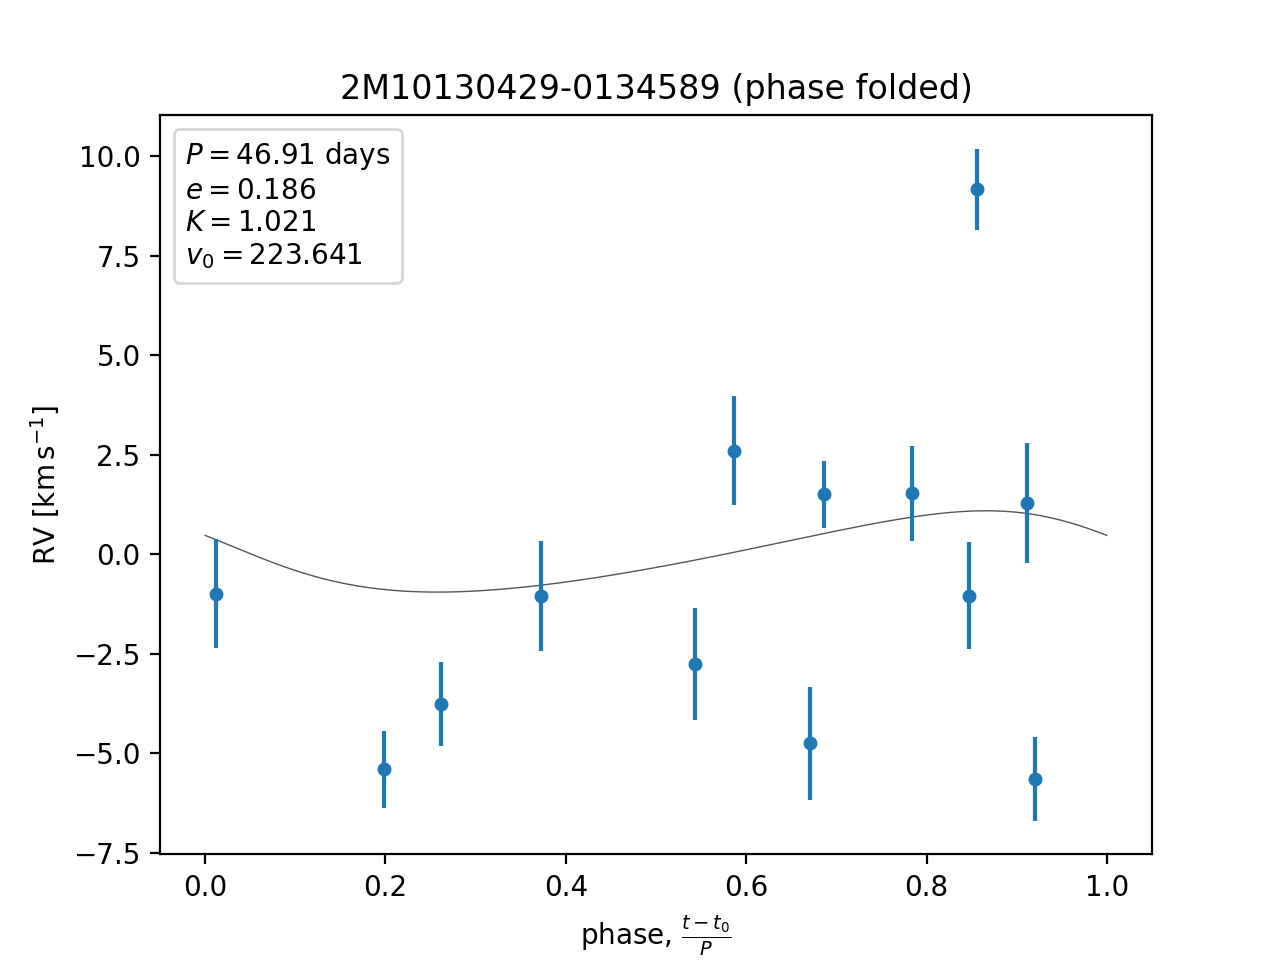 2M10130429-0134589 (phase folded)
P = 46.91 days
e = 0.186
K = 1.021
v₀ = 223.641
10.0
7.5
5.0
2.5
0.0
−2.5
−5.0
−7.5
RV [km s⁻¹]
0.0 0.2 0.4 0.6 0.8 1.0
phase, (t − t₀)/P